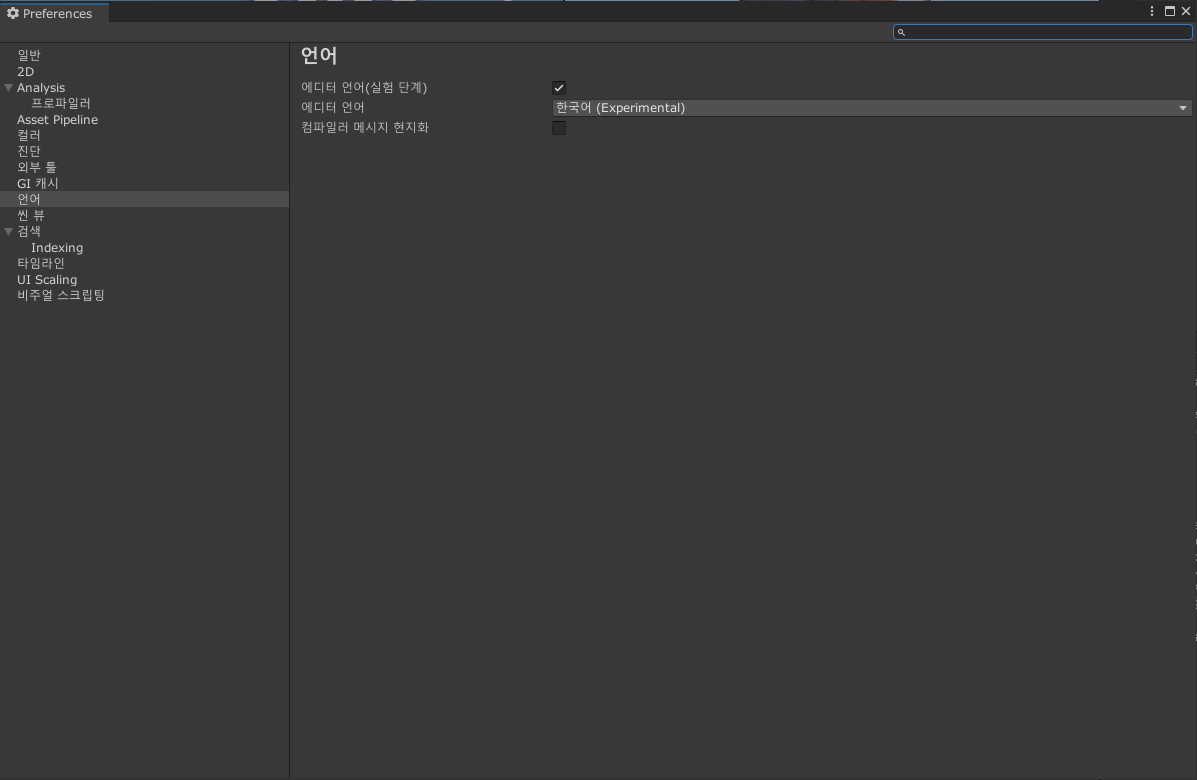 Preferences
일반
2D
Analysis
프로파일러
Asset Pipeline
컬러
진단
외부 툴
GI 캐시
언어
씬 뷰
검색
Indexing
타임라인
UI Scaling
비주얼 스크립팅
언어
에디터 언어(실험 단계)
에디터 언어 한국어 (Experimental)
컴파일러 메시지 현지화